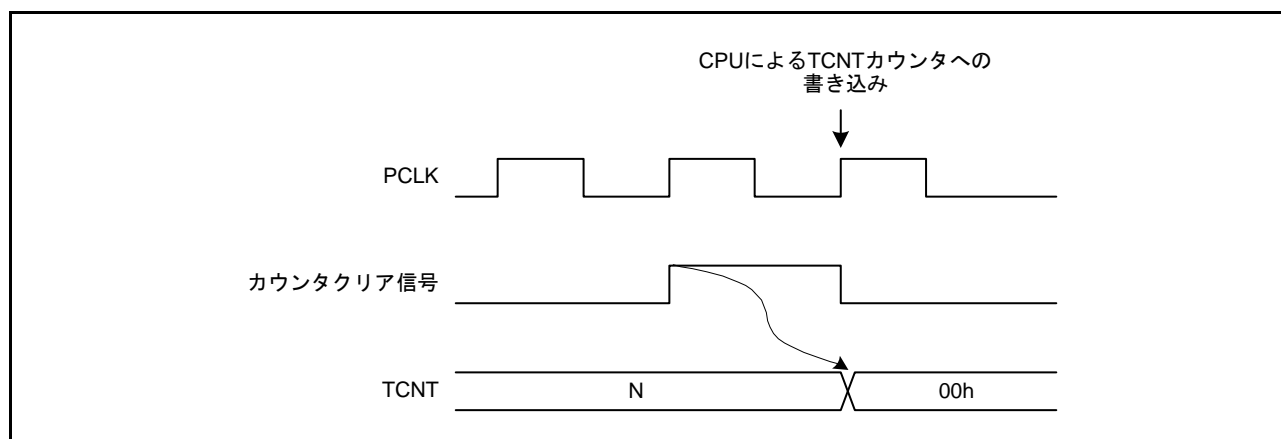 CPUによるTCNTカウンタへの
書き込み
PCLK
カウンタクリア信号
TCNT
N
00h